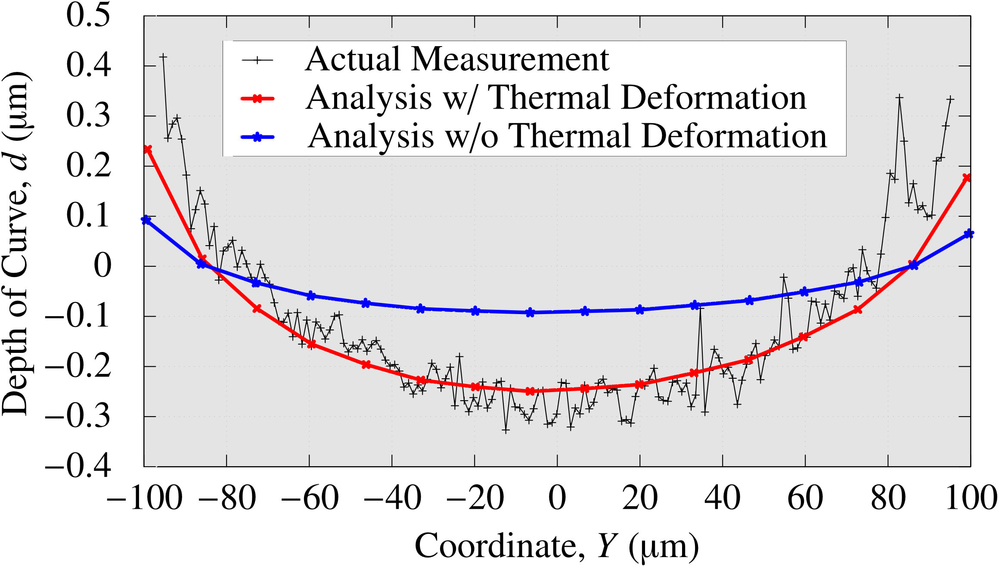 0.5
0.4
0.3
0.2
0.1
0
−0.1
−0.2
−0.3
−0.4
Depth of Curve, d (μm)
Actual Measurement
Analysis w/ Thermal Deformation
Analysis w/o Thermal Deformation
−100 −80 −60 −40 −20 0 20 40 60 80 100
Coordinate, Y (μm)